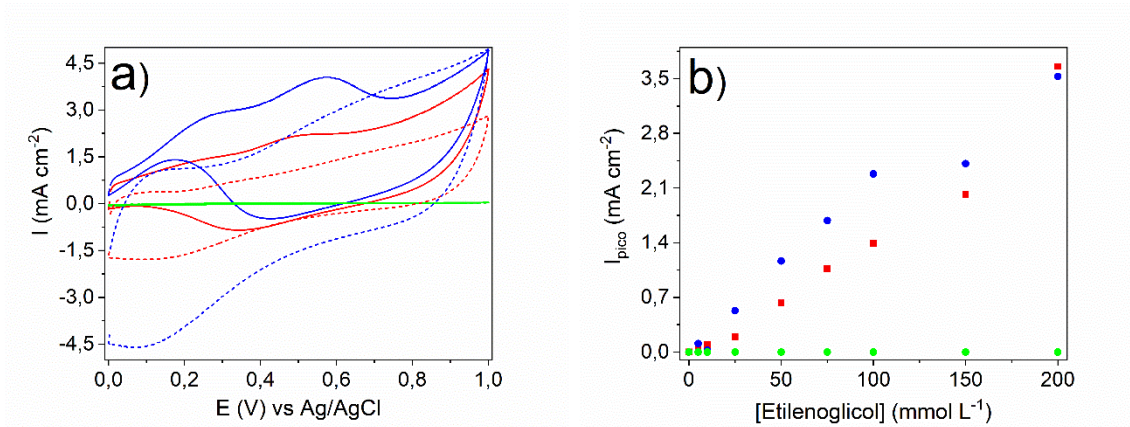 a)
4,5
3,0
1,5
0,0
-1,5
-3,0
-4,5
I (mA cm⁻²)
0,0 0,2 0,4 0,6 0,8 1,0
E (V) vs Ag/AgCl
b)
3,5
2,8
2,1
1,4
0,7
0,0
I_pico (mA cm⁻²)
0 50 100 150 200
[Etilenoglicol] (mmol L⁻¹)